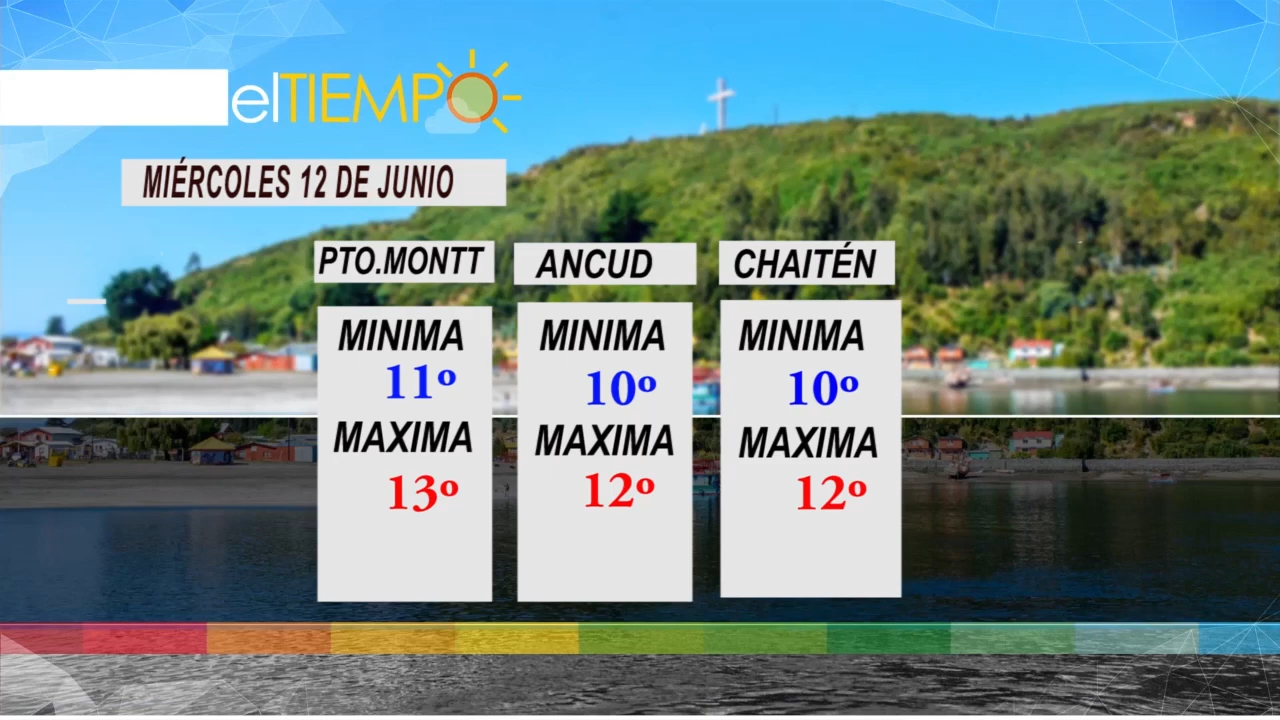 elTIEMPO
MIÉRCOLES 12 DE JUNIO
PTO.MONTT
MINIMA
11º
MAXIMA
13º
ANCUD
MINIMA
10º
MAXIMA
12º
CHAITÉN
MINIMA
10º
MAXIMA
12º